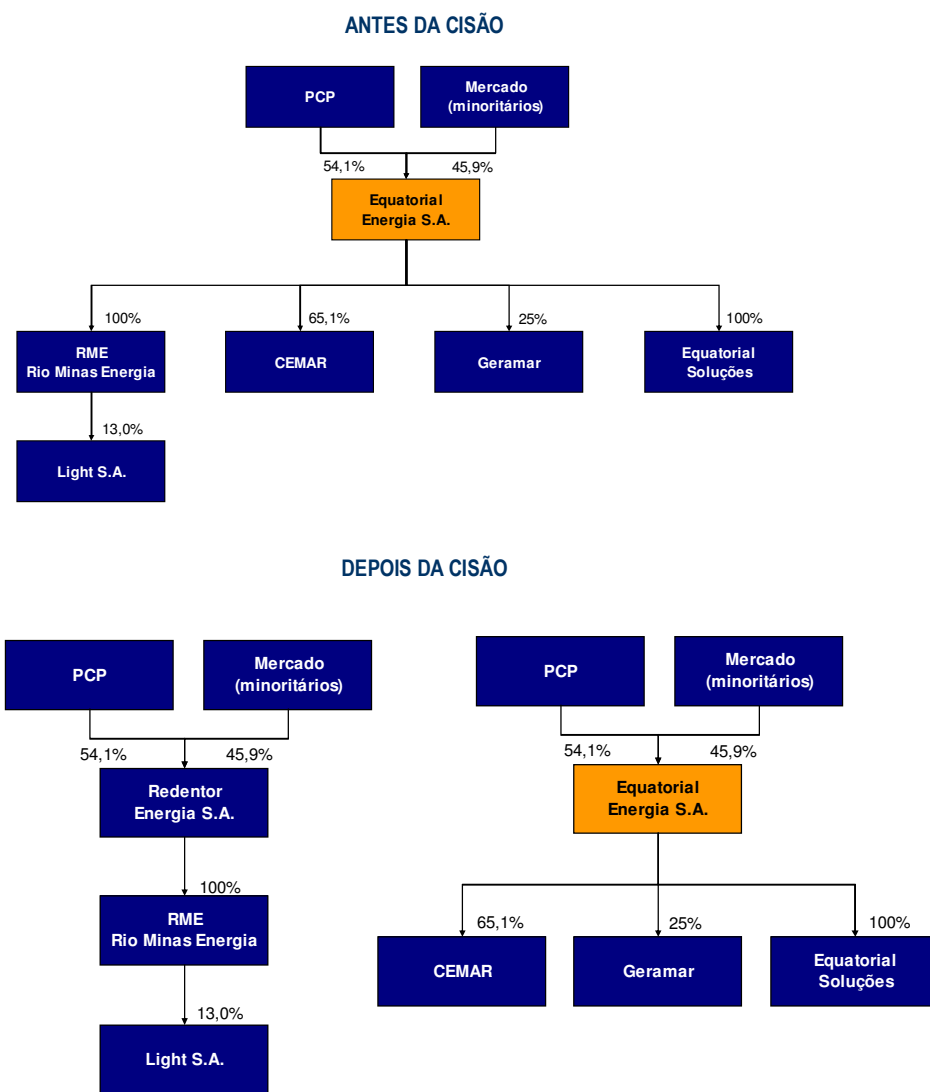 ANTES DA CISÃO
PCP
Mercado
(minoritários)
54,1%
45,9%
Equatorial
Energia S.A.
100%
65,1%
25%
100%
RME
Rio Minas Energia
CEMAR
Geramar
Equatorial
Soluções
13,0%
Light S.A.
DEPOIS DA CISÃO
PCP
Mercado
(minoritários)
54,1%
45,9%
Redentor
Energia S.A.
100%
RME
Rio Minas Energia
13,0%
Light S.A.
PCP
Mercado
(minoritários)
54,1%
45,9%
Equatorial
Energia S.A.
65,1%
25%
100%
CEMAR
Geramar
Equatorial
Soluções